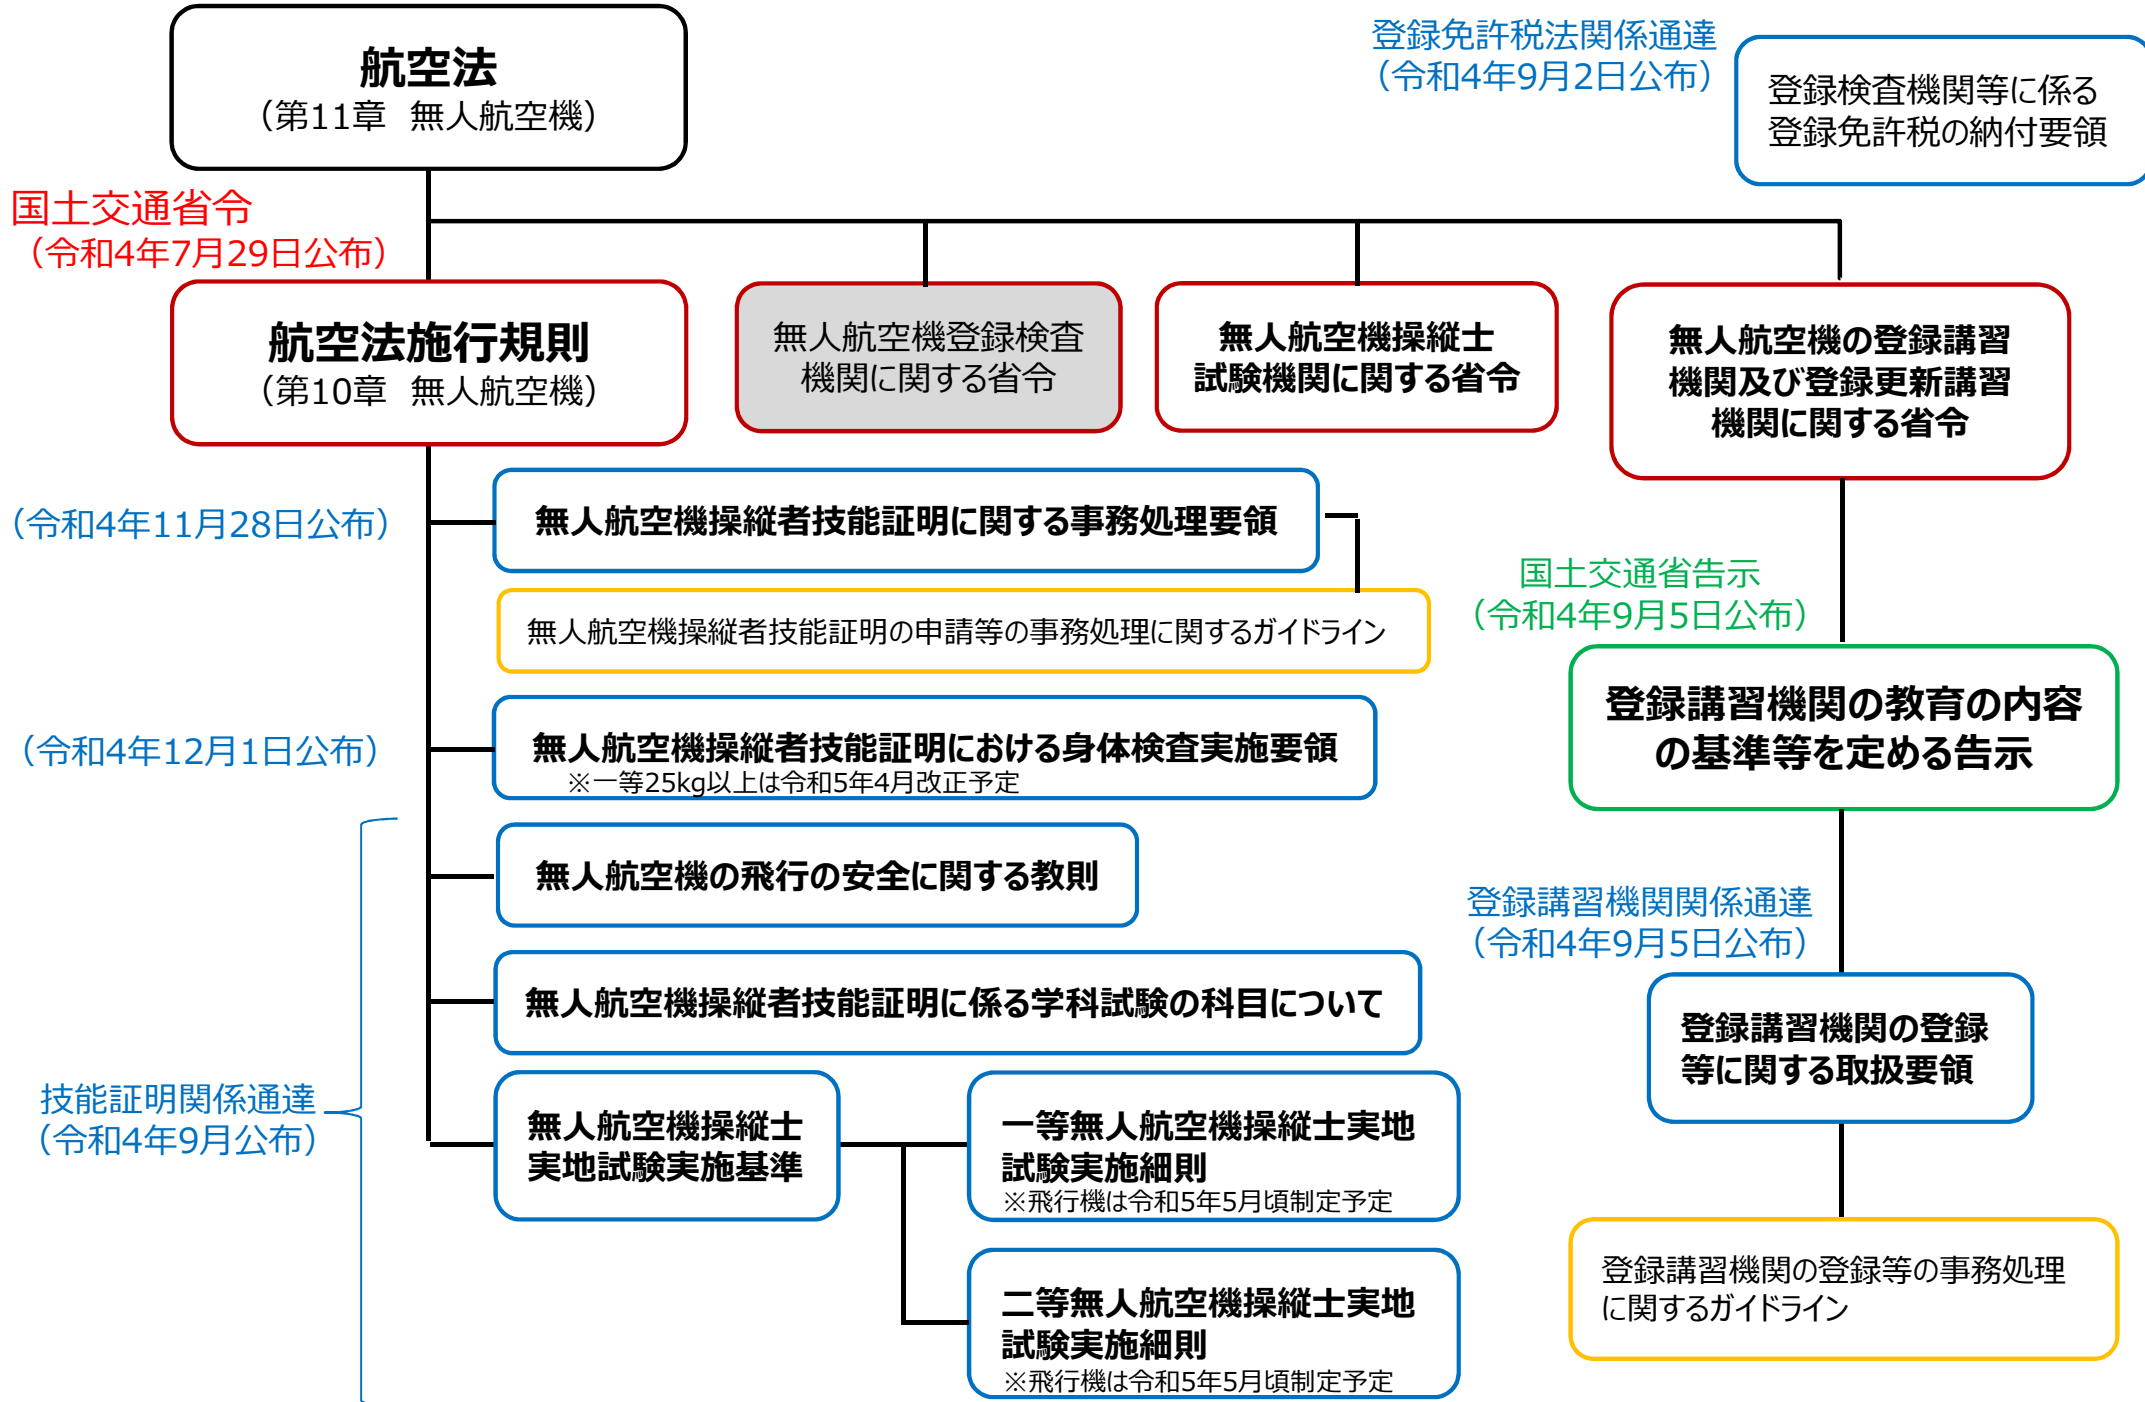 航空法
（第11章　無人航空機）
登録免許税法関係通達
（令和4年9月2日公布）
登録検査機関等に係る
登録免許税の納付要領
国土交通省令
（令和4年7月29日公布）
航空法施行規則
（第10章　無人航空機）
無人航空機登録検査
機関に関する省令
無人航空機操縦士
試験機関に関する省令
無人航空機の登録講習
機関及び登録更新講習
機関に関する省令
（令和4年11月28日公布）
無人航空機操縦者技能証明に関する事務処理要領
無人航空機操縦者技能証明の申請等の事務処理に関するガイドライン
国土交通省告示
（令和4年9月5日公布）
登録講習機関の教育の内容
の基準等を定める告示
（令和4年12月1日公布）
無人航空機操縦者技能証明における身体検査実施要領
※一等25kg以上は令和5年4月改正予定
無人航空機の飛行の安全に関する教則
登録講習機関関係通達
（令和4年9月5日公布）
無人航空機操縦者技能証明に係る学科試験の科目について
登録講習機関の登録
等に関する取扱要領
技能証明関係通達
（令和4年9月公布）
無人航空機操縦士
実地試験実施基準
一等無人航空機操縦士実地
試験実施細則
※飛行機は令和5年5月頃制定予定
二等無人航空機操縦士実地
試験実施細則
※飛行機は令和5年5月頃制定予定
登録講習機関の登録等の事務処理
に関するガイドライン